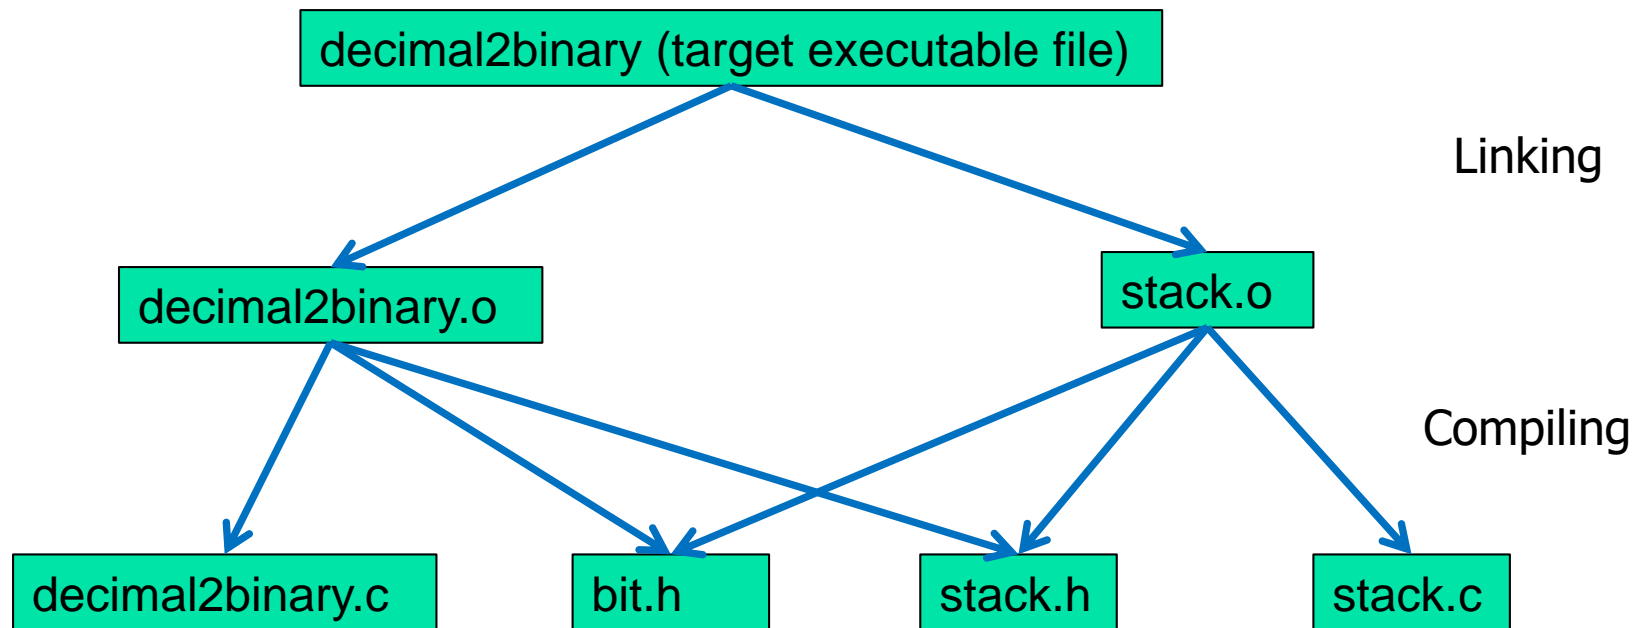 decimal2binary (target executable file)
Linking
decimal2binary.o
stack.o
Compiling
decimal2binary.c
bit.h
stack.h
stack.c